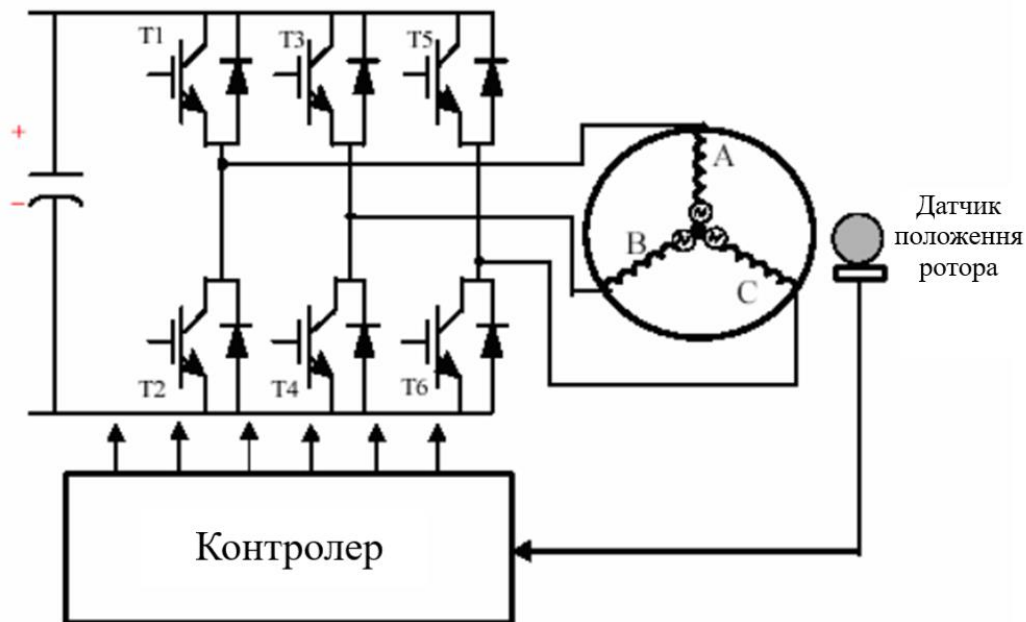 T1
T3
T5
+
−
A
B
C
Датчик
положення
ротора
T2
T4
T6
Контролер